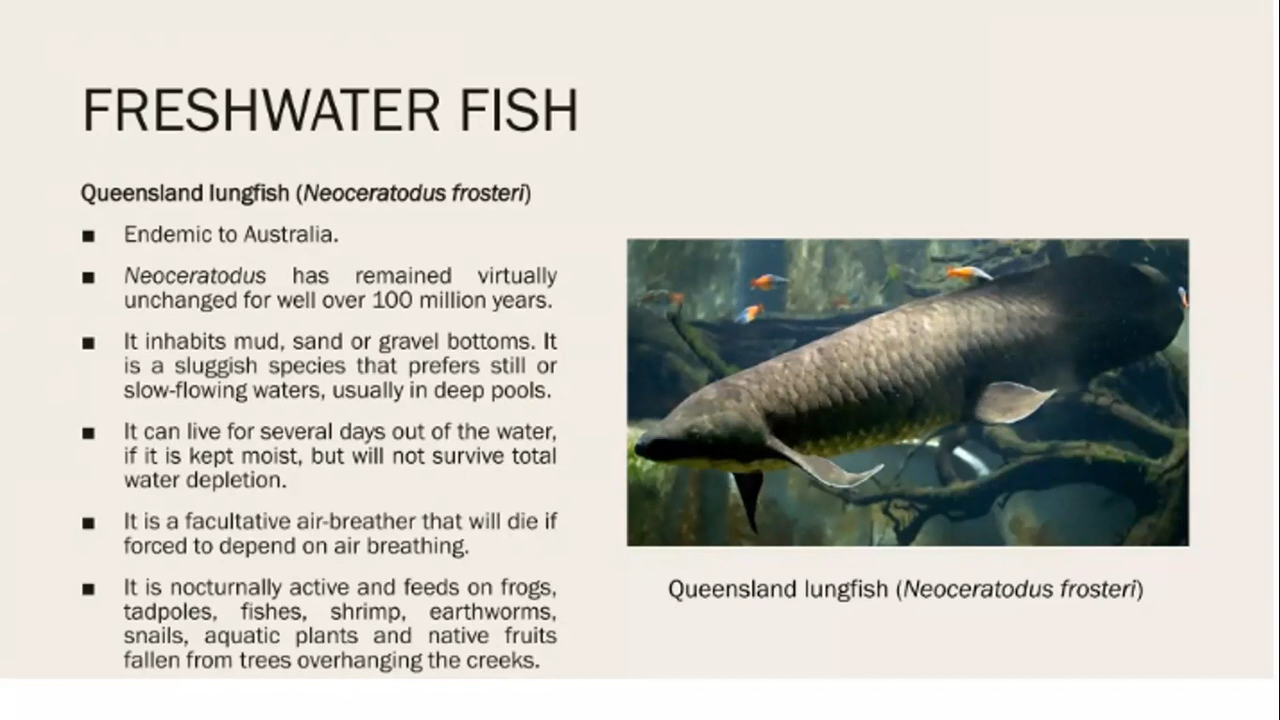 FRESHWATER FISH
Queensland lungfish (Neoceratodus frosteri)
■ Endemic to Australia.
■ Neoceratodus has remained virtually
unchanged for well over 100 million years.
■ It inhabits mud, sand or gravel bottoms. It
is a sluggish species that prefers still or
slow-flowing waters, usually in deep pools.
■ It can live for several days out of the water,
if it is kept moist, but will not survive total
water depletion.
■ It is a facultative air-breather that will die if
forced to depend on air breathing.
■ It is nocturnally active and feeds on frogs,
tadpoles, fishes, shrimp, earthworms,
snails, aquatic plants and native fruits
fallen from trees overhanging the creeks.
Queensland lungfish (Neoceratodus frosteri)